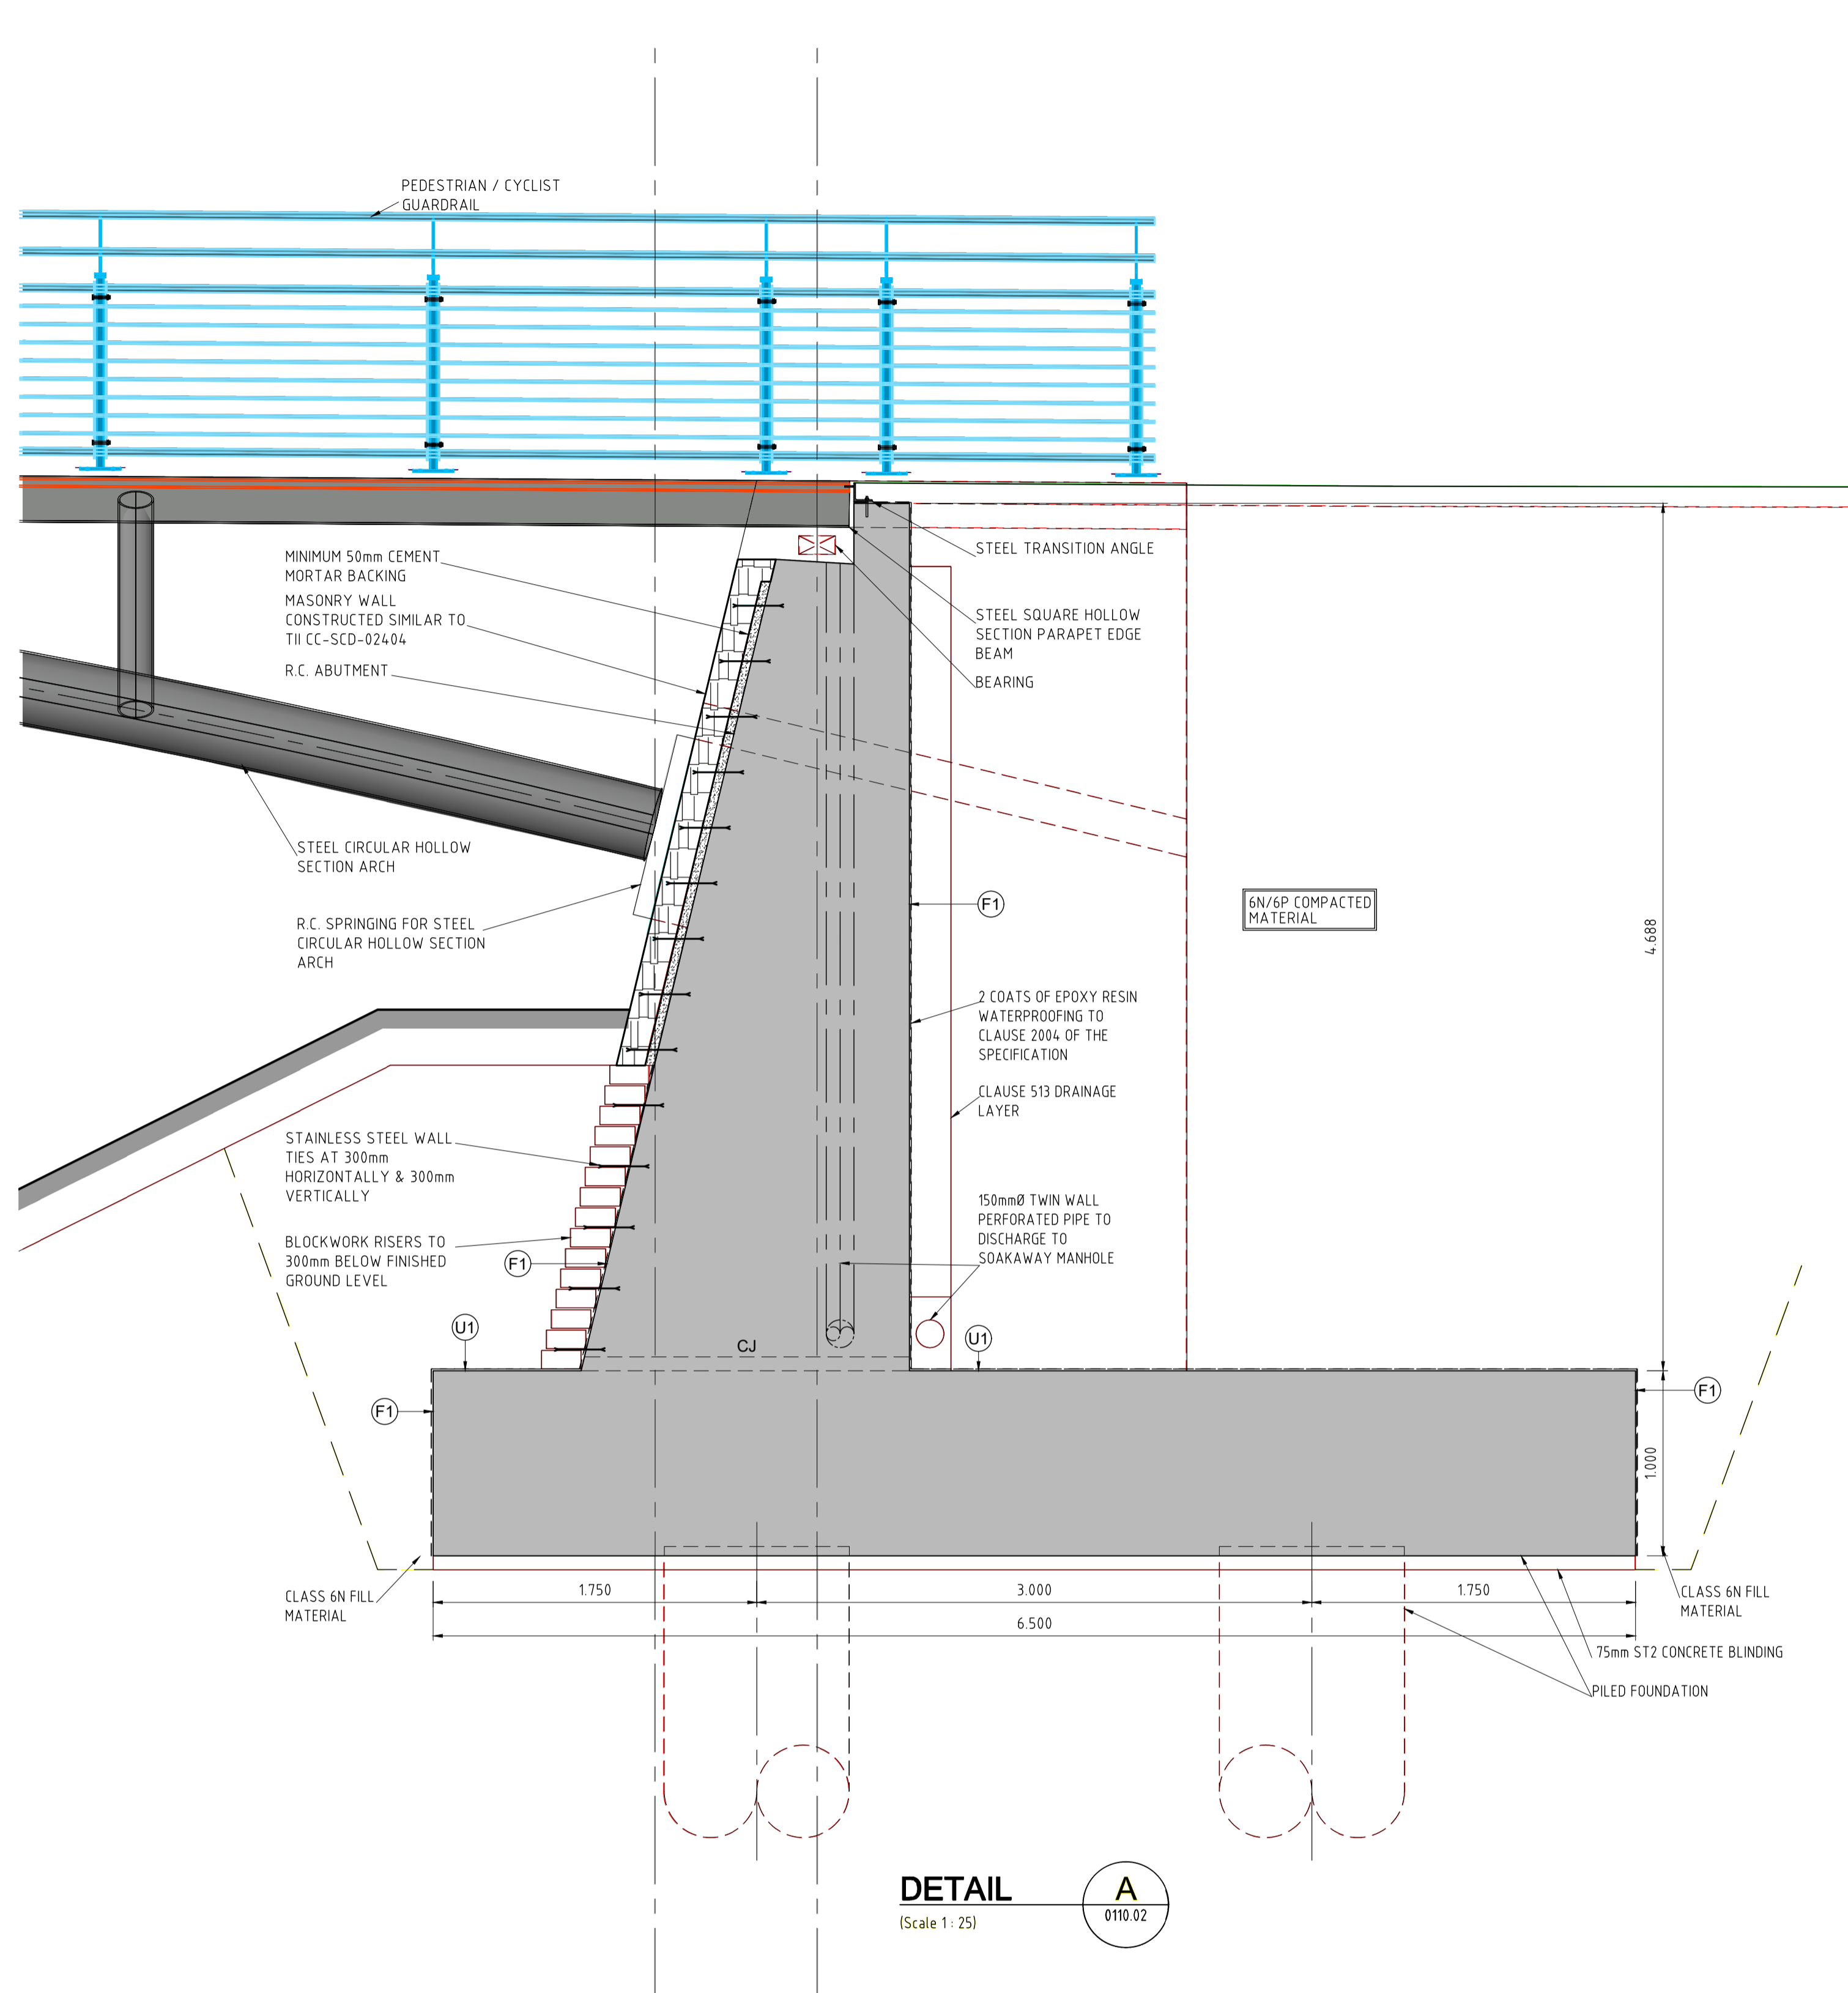 PEDESTRIAN / CYCLIST
GUARDRAIL
MINIMUM 50mm CEMENT
MORTAR BACKING
MASONRY WALL
CONSTRUCTED SIMILAR TO
TII CC-SCD-02404
R.C. ABUTMENT
STEEL TRANSITION ANGLE
STEEL SQUARE HOLLOW
SECTION PARAPET EDGE
BEAM
BEARING
STEEL CIRCULAR HOLLOW
SECTION ARCH
R.C. SPRINGING FOR STEEL
CIRCULAR HOLLOW SECTION
ARCH
F1
6N/6P COMPACTED
MATERIAL
4.688
2 COATS OF EPOXY RESIN
WATERPROOFING TO
CLAUSE 2004 OF THE
SPECIFICATION
CLAUSE 513 DRAINAGE
LAYER
STAINLESS STEEL WALL
TIES AT 300mm
HORIZONTALLY & 300mm
VERTICALLY
150mmØ TWIN WALL
PERFORATED PIPE TO
DISCHARGE TO
SOAKAWAY MANHOLE
BLOCKWORK RISERS TO
300mm BELOW FINISHED
GROUND LEVEL
F1
U1
CJ
U1
F1
F1
1.000
CLASS 6N FILL
MATERIAL
1.750
3.000
1.750
6.500
CLASS 6N FILL
MATERIAL
75mm ST2 CONCRETE BLINDING
PILED FOUNDATION
DETAIL
A
0110.02
(Scale 1 : 25)